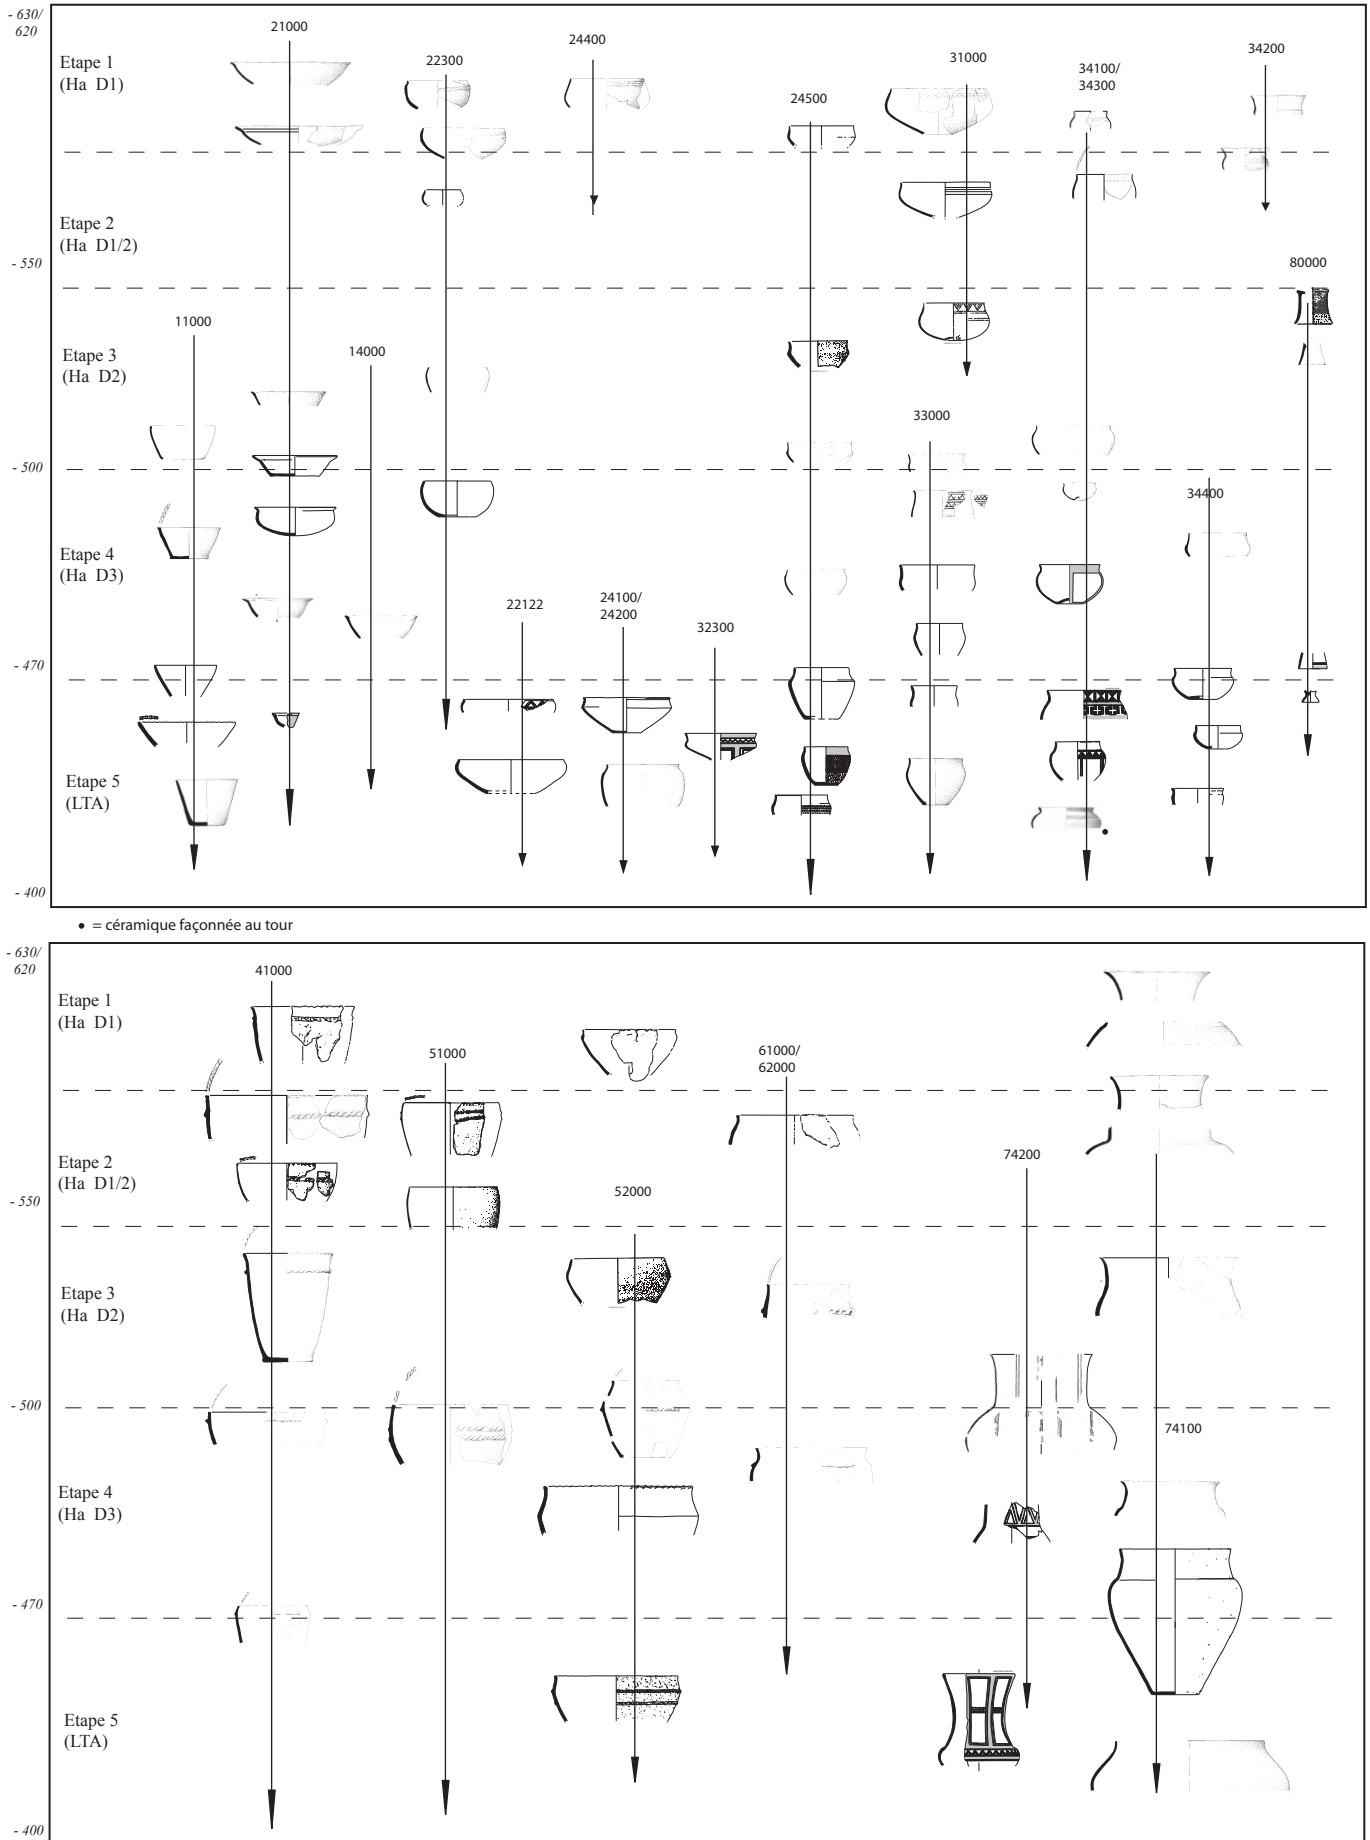 - 630/
620
21000
22300
24400
Etape 1
(Ha D1)
24500
31000
34100/
34300
34200
Etape 2
(Ha D1/2)
- 550
80000
11000
14000
Etape 3
(Ha D2)
33000
- 500
34400
Etape 4
(Ha D3)
22122
24100/
24200
32300
- 470
Etape 5
(LTA)
- 400
• = céramique façonnée au tour
- 630/
620
41000
Etape 1
(Ha D1)
51000
61000/
62000
Etape 2
(Ha D1/2)
74200
52000
- 550
Etape 3
(Ha D2)
- 500
74100
Etape 4
(Ha D3)
- 470
Etape 5
(LTA)
- 400